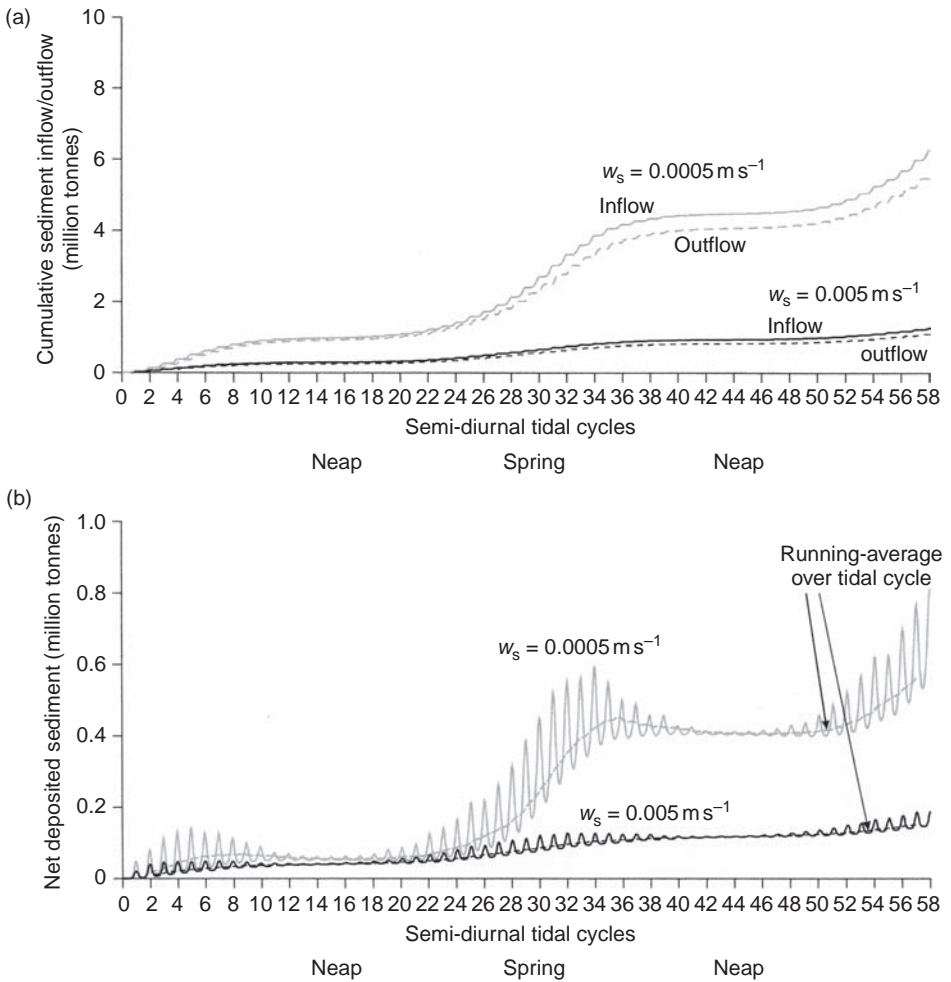 (a)
Cumulative sediment inflow/outflow
(million tonnes)
10
8
6
4
2
0
w_s = 0.0005 m s⁻¹
Inflow
Outflow
w_s = 0.005 m s⁻¹
Inflow
outflow
0 2 4 6 8 10 12 14 16 18 20 22 24 26 28 30 32 34 36 38 40 42 44 46 48 50 52 54 56 58
Semi-diurnal tidal cycles
Neap Spring Neap
(b)
Net deposited sediment (million tonnes)
1.0
0.8
0.6
0.4
0.2
0
Running-average
over tidal cycle
w_s = 0.0005 m s⁻¹
w_s = 0.005 m s⁻¹
0 2 4 6 8 10 12 14 16 18 20 22 24 26 28 30 32 34 36 38 40 42 44 46 48 50 52 54 56 58
Semi-diurnal tidal cycles
Neap Spring Neap